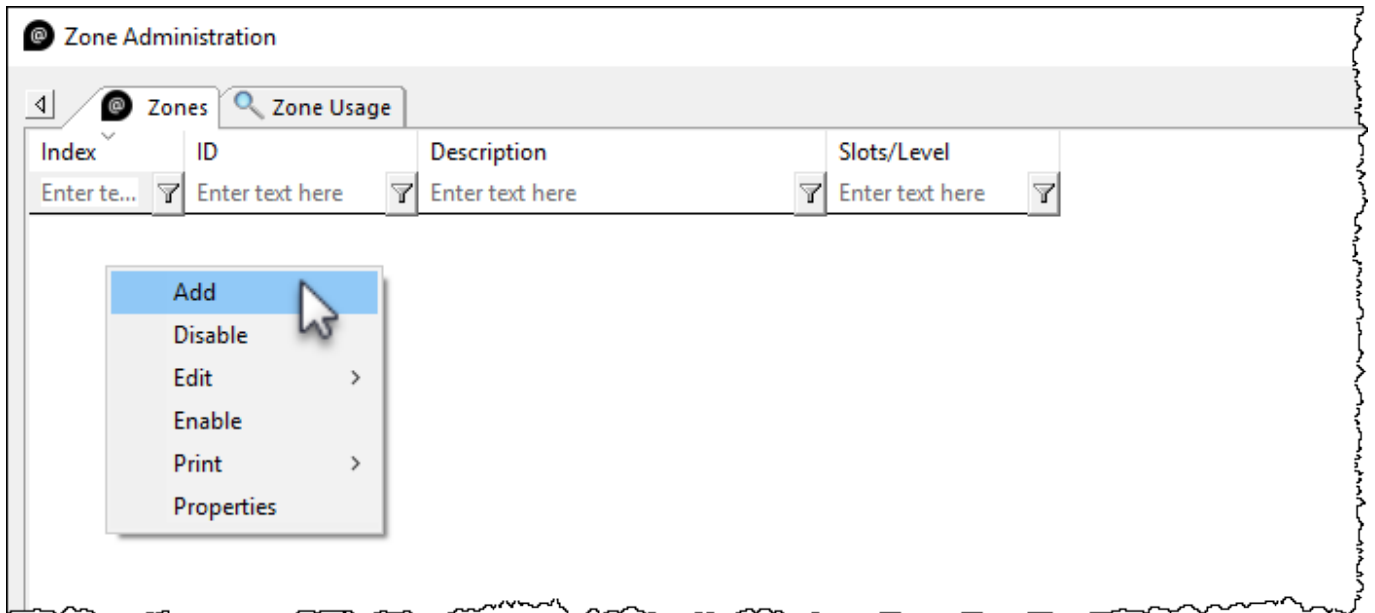 Zone Administration
Zones Zone Usage
Index ID Description Slots/Level
Enter te... Enter text here Enter text here Enter text here
Add
Disable
Edit
Enable
Print
Properties